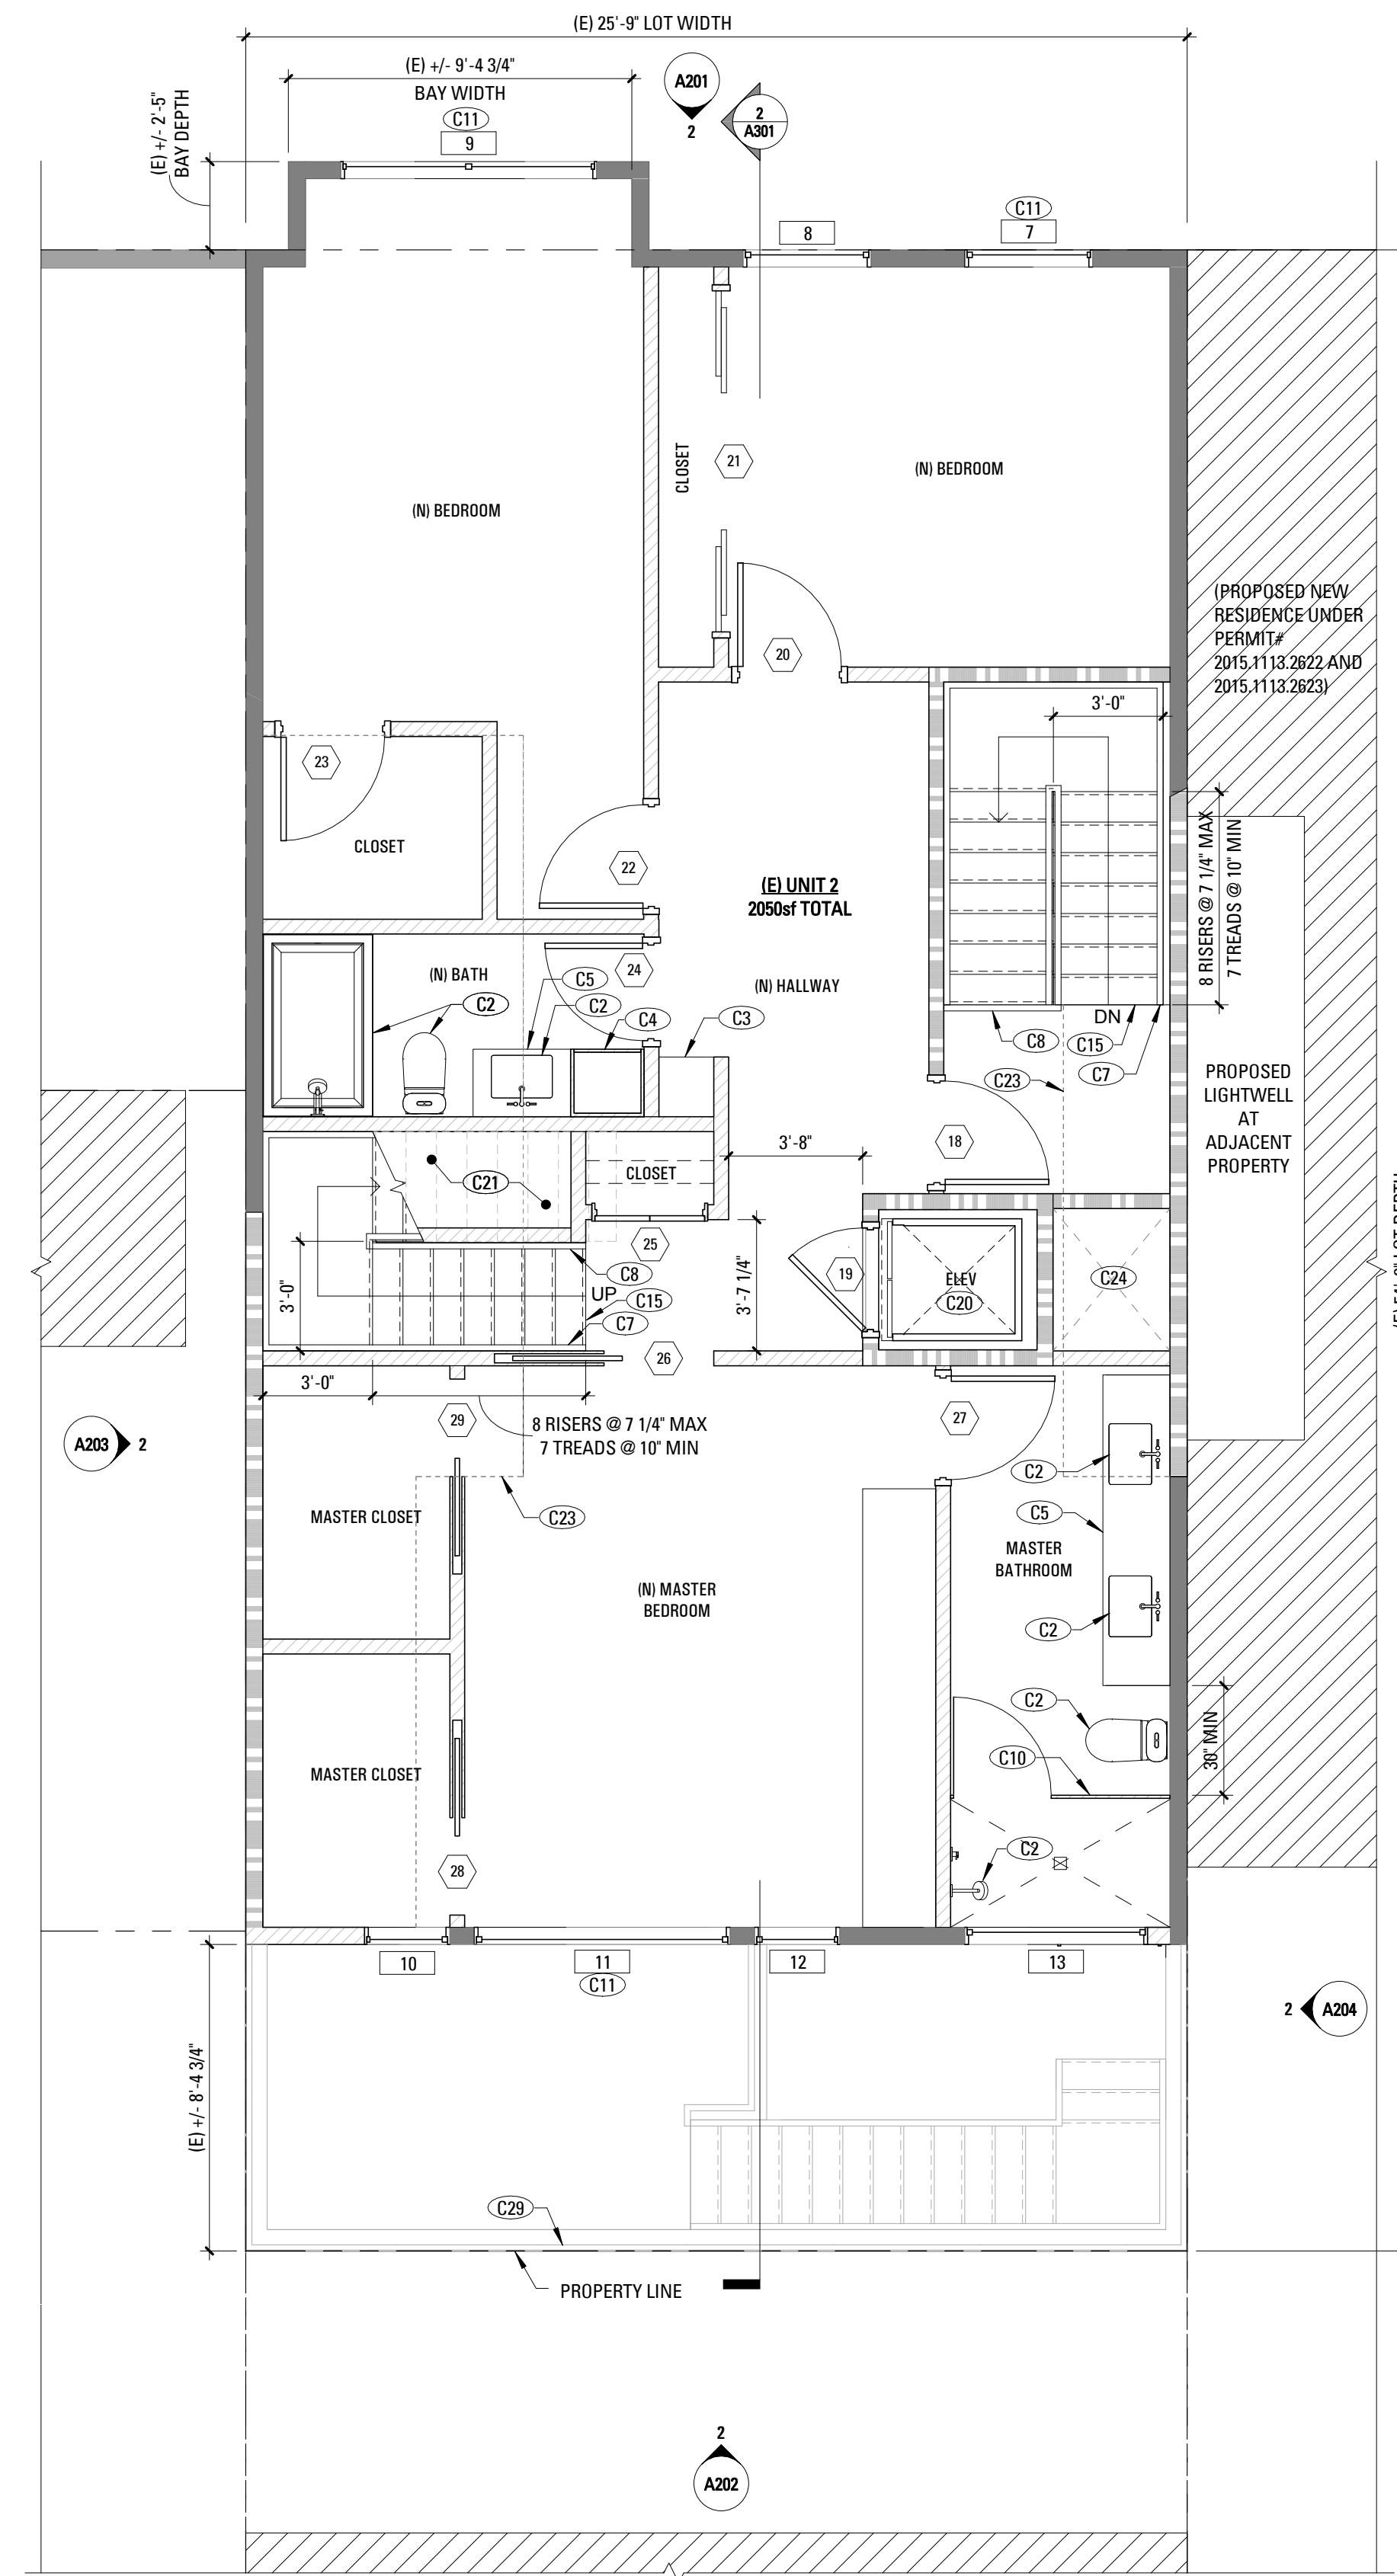 (E) 25'-9" LOT WIDTH
(E) +/- 9'-4 3/4"
BAY WIDTH
C11
9
(E) +/- 2'-5"
BAY DEPTH
A201
2
2
A301
8
C11
7
(N) BEDROOM
CLOSET
21
(N) BEDROOM
20
(PROPOSED NEW
RESIDENCE UNDER
PERMIT#
2015.1113.2622 AND
2015.1113.2623)
3'-0"
8 RISERS @ 7 1/4" MAX
7 TREADS @ 10" MIN
23
CLOSET
22
(E) UNIT 2
2050sf TOTAL
(N) BATH
24
C5
C2
C2
C4
C3
(N) HALLWAY
DN
C8
C15
C7
C23
PROPOSED
LIGHTWELL
AT
ADJACENT
PROPERTY
18
3'-8"
CLOSET
C21
25
C8
UP
C15
C7
3'-0"
3'-7 1/4"
19
ELEV
C20
C24
26
3'-0"
29
8 RISERS @ 7 1/4" MAX
7 TREADS @ 10" MIN
27
A203
2
C2
C5
MASTER CLOSET
C23
MASTER
BATHROOM
(N) MASTER
BEDROOM
C2
C2
30" MIN
C10
MASTER CLOSET
C2
28
10
11
C11
12
13
2
A204
(E) +/- 8'-4 3/4"
C29
PROPERTY LINE
2
A202